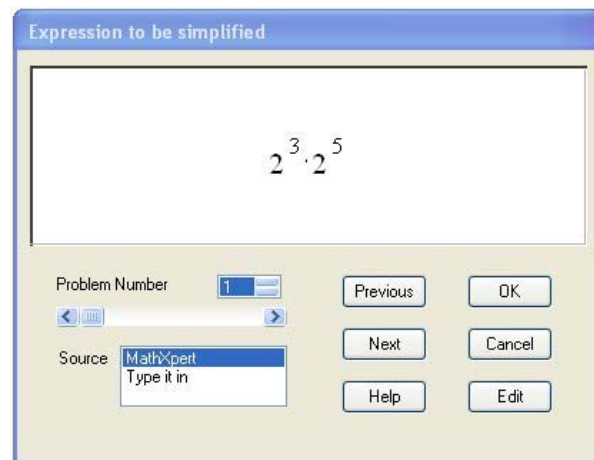 Expression to be simplified
2³·2⁵
Problem Number 1
Previous OK
Source MathXpert
Type it in
Next Cancel
Help Edit